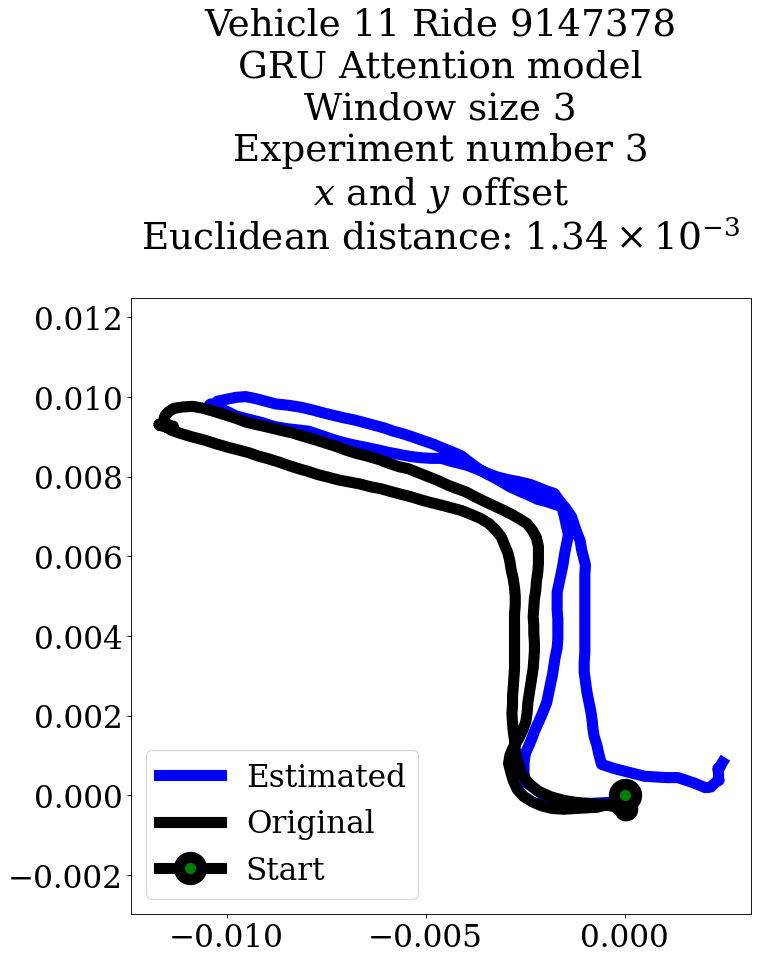 Vehicle 11 Ride 9147378
GRU Attention model
Window size 3
Experiment number 3
x and y offset
Euclidean distance: 1.34 × 10⁻³
0.012
0.010
0.008
0.006
0.004
0.002
0.000
−0.002
Estimated
Original
Start
−0.010
−0.005
0.000